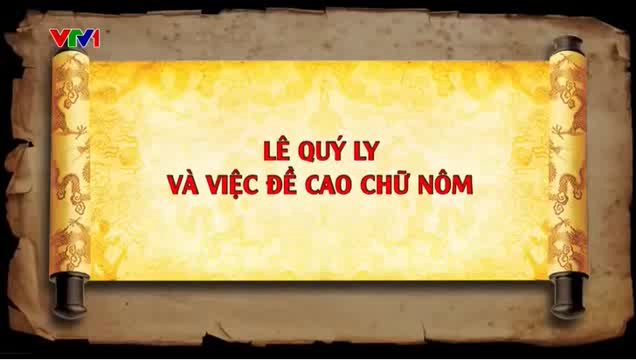 VTV1
LÊ QUÝ LY
VÀ VIỆC ĐỀ CAO CHỮ NÔM